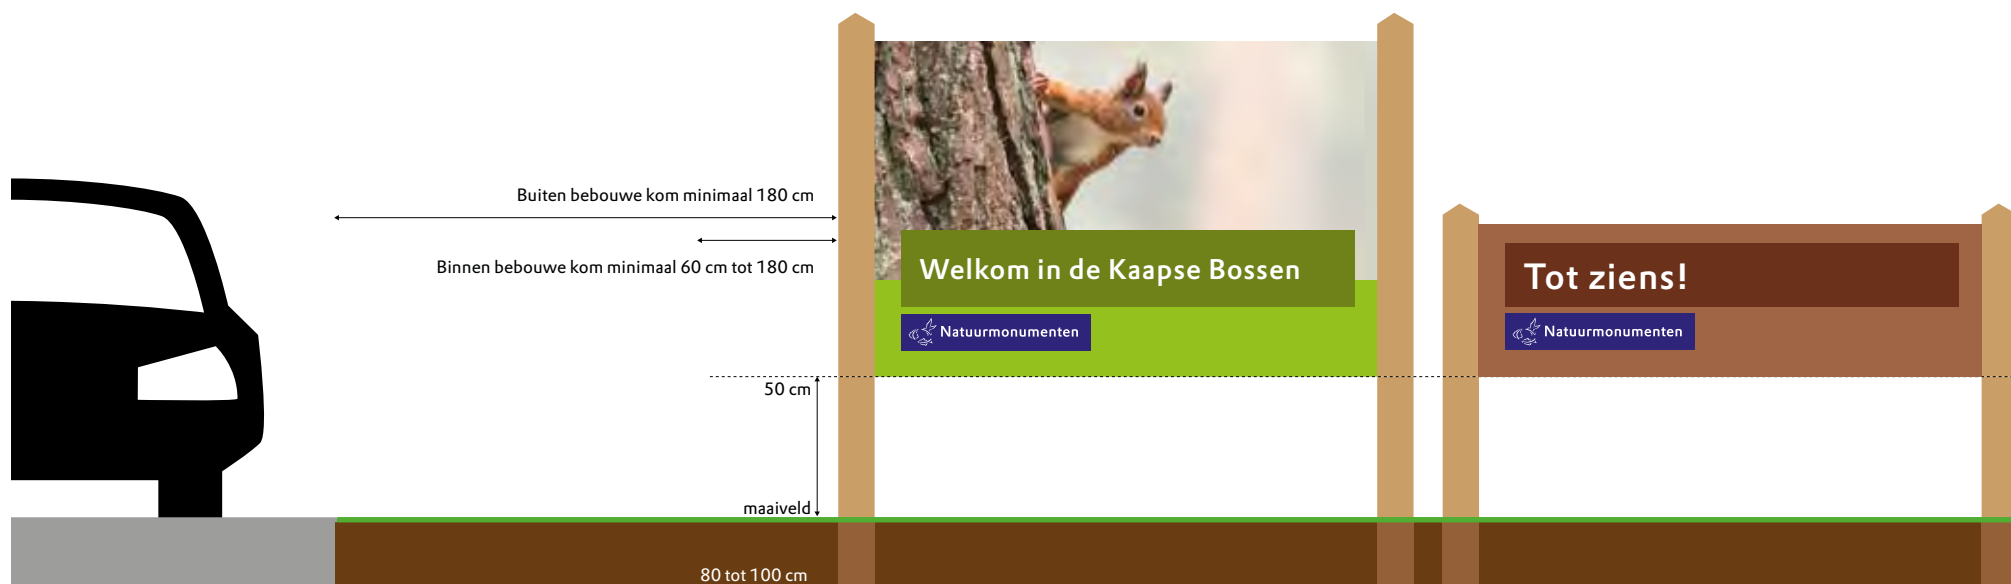 Buiten bebouwe kom minimaal 180 cm
Binnen bebouwe kom minimaal 60 cm tot 180 cm
Welkom in de Kaapse Bossen
Natuurmonumenten
Tot ziens!
Natuurmonumenten
50 cm
maaiveld
80 tot 100 cm